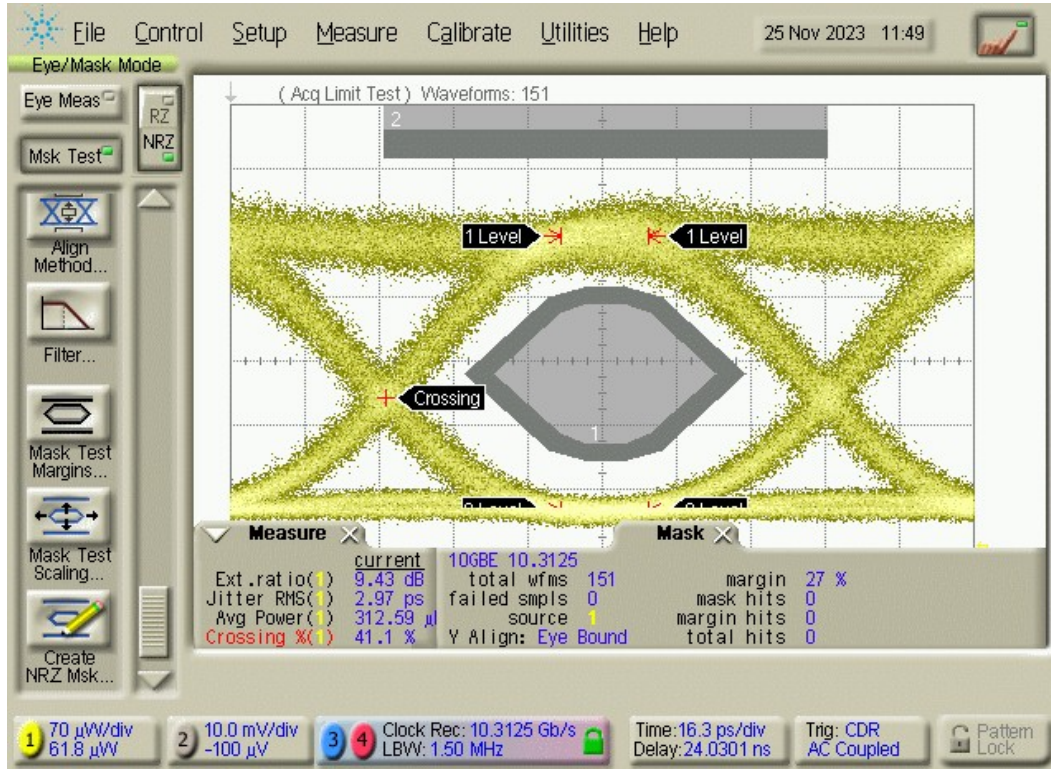 File Control Setup Measure Calibrate Utilities Help 25 Nov 2023 11:49
Eye/Mask Mode
Eye Meas
RZ
NRZ
Msk Test
(Acq Limit Test) Waveforms: 151
2
1 Level 1 Level
Align
Method...
Filter...
Crossing
1
Mask Test
Margins...
Mask Test
Scaling...
Create
NRZ Msk...
Measure
current
Ext.ratio(1) 9.43 dB
Jitter RMS(1) 2.97 ps
Avg Power(1) 312.59
Crossing %(1) 41.1 %
Mask
10GBE 10.3125
total wfms 151 margin 27 %
failed smpls 0 mask hits 0
source 1 margin hits 0
Y Align: Eye Bound total hits 0
1 70 µW/div
61.8 µW
2 10.0 mV/div
-100 µV
3 4 Clock Rec: 10.3125 Gb/s
LBW: 1.50 MHz
Time:16.3 ps/div
Delay:24.0301 ns
Trig: CDR
AC Coupled
Pattern
Lock